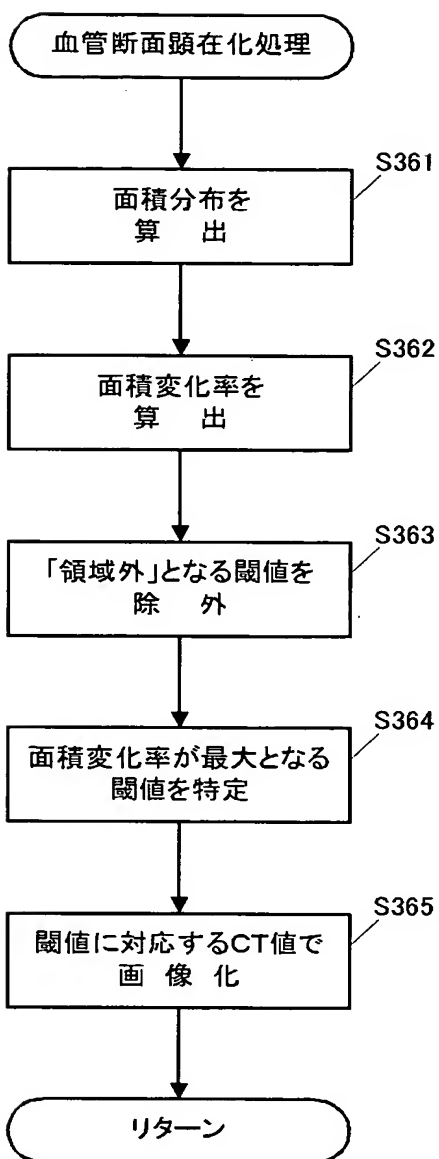 血管断面顕在化処理
S361
面積分布を
算 出
S362
面積変化率を
算 出
S363
「領域外」となる閾値を
除 外
S364
面積変化率が最大となる
閾値を特定
S365
閾値に対応するCT値で
画 像 化
リターン